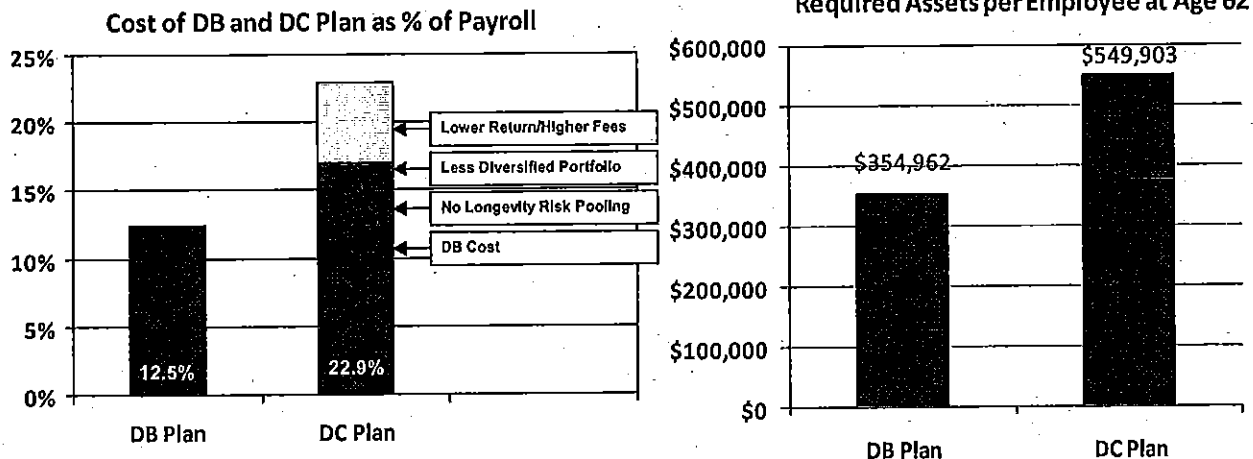 Cost of DB and DC Plan as % of Payroll
25%
20%
15%
10%
5%
0%
Lower Return/Higher Fees
Less Diversified Portfolio
No Longevity Risk Pooling
DB Cost
12.5%
22.9%
DB Plan
DC Plan
Required Assets per Employee at Age 62
$600,000
$500,000
$400,000
$300,000
$200,000
$100,000
$0
$354,962
$549,903
DB Plan
DC Plan